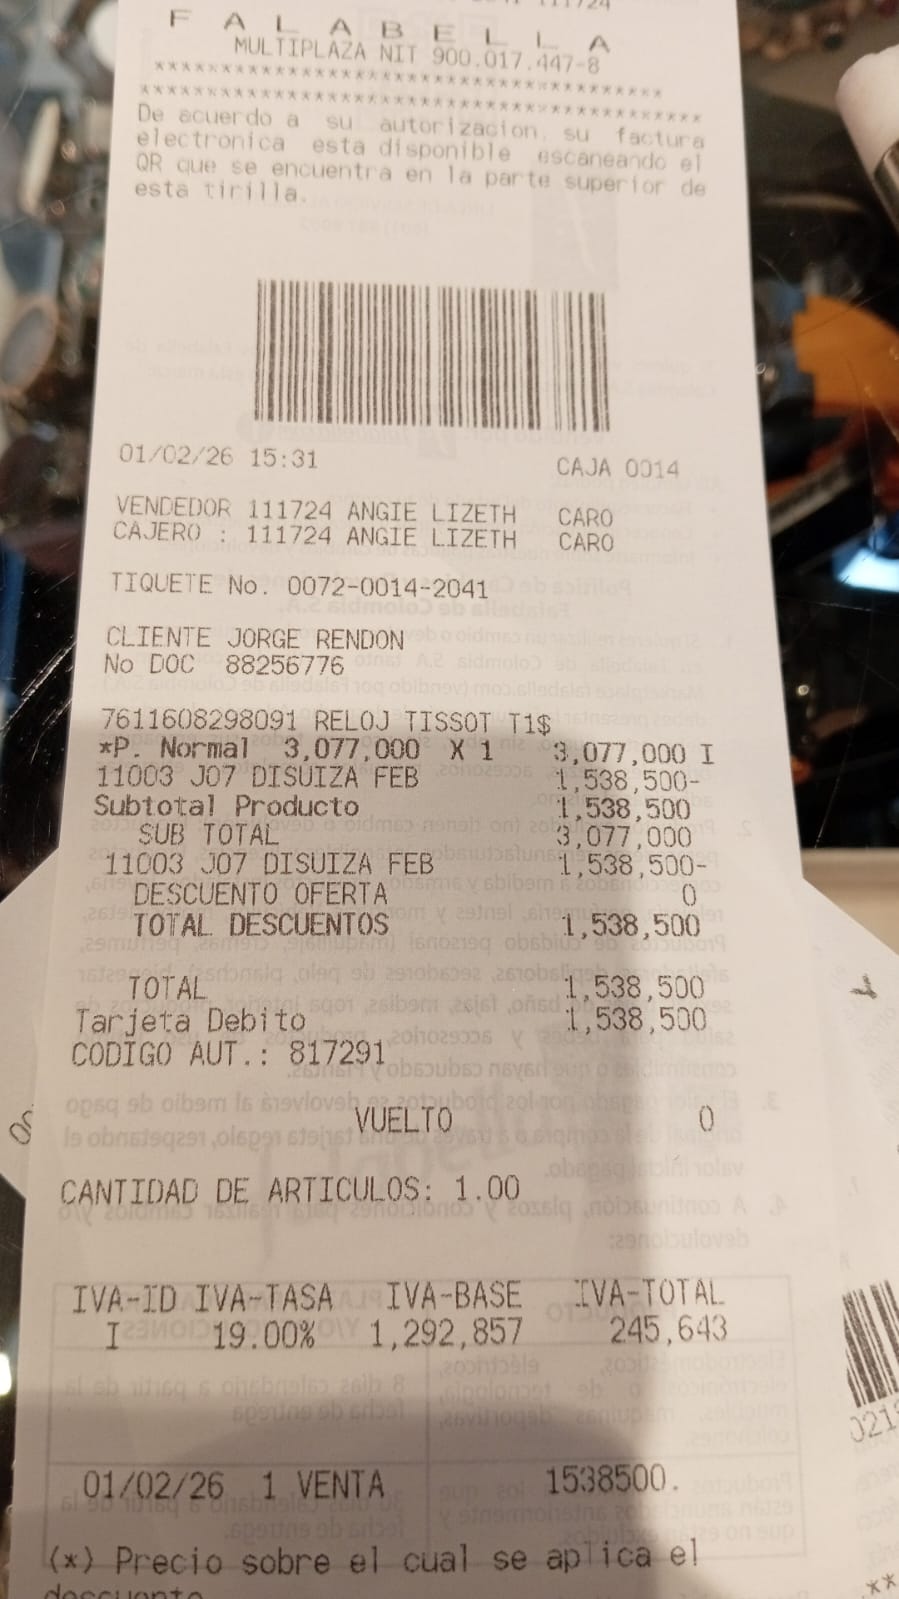 F A L A B E L L A
MULTIPLAZA NIT 900.017.447-8
****************************************
****************************************
De acuerdo a su autorizacion, su factura
electronica esta disponible escaneando el
QR que se encuentra en la parte superior de
esta tirilla.
01/02/26 15:31 CAJA 0014
VENDEDOR 111724 ANGIE LIZETH CARO
CAJERO : 111724 ANGIE LIZETH CARO
TIQUETE No. 0072-0014-2041
CLIENTE JORGE RENDON
No DOC 88256776
7611608298091 RELOJ TISSOT T1$
*P. Normal 3,077,000 X 1 3,077,000 I
11003 J07 DISUIZA FEB 1,538,500-
Subtotal Producto 1,538,500
SUB TOTAL 3,077,000
11003 J07 DISUIZA FEB 1,538,500-
DESCUENTO OFERTA 0
TOTAL DESCUENTOS 1,538,500
TOTAL 1,538,500
Tarjeta Debito 1,538,500
CODIGO AUT.: 817291
VUELTO 0
CANTIDAD DE ARTICULOS: 1.00
IVA-ID IVA-TASA IVA-BASE IVA-TOTAL
I 19.00% 1,292,857 245,643
01/02/26 1 VENTA 1538500.
(*) Precio sobre el cual se aplica el
descuento